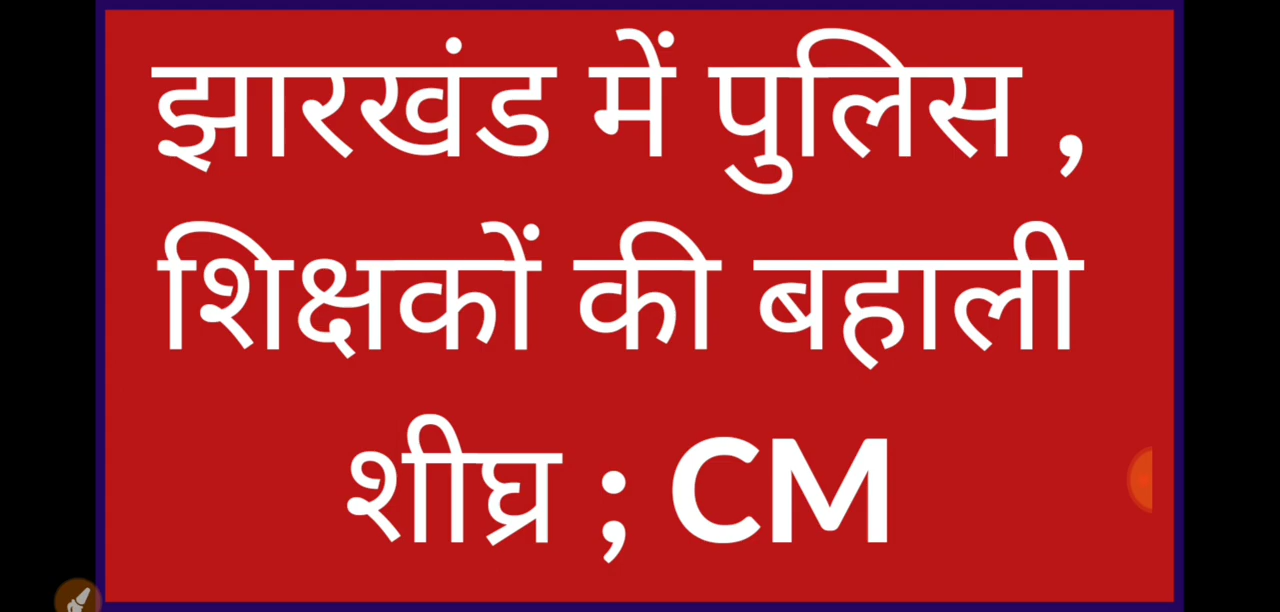 झारखंड में पुलिस ,
शिक्षकों की बहाली
शीघ्र ; CM